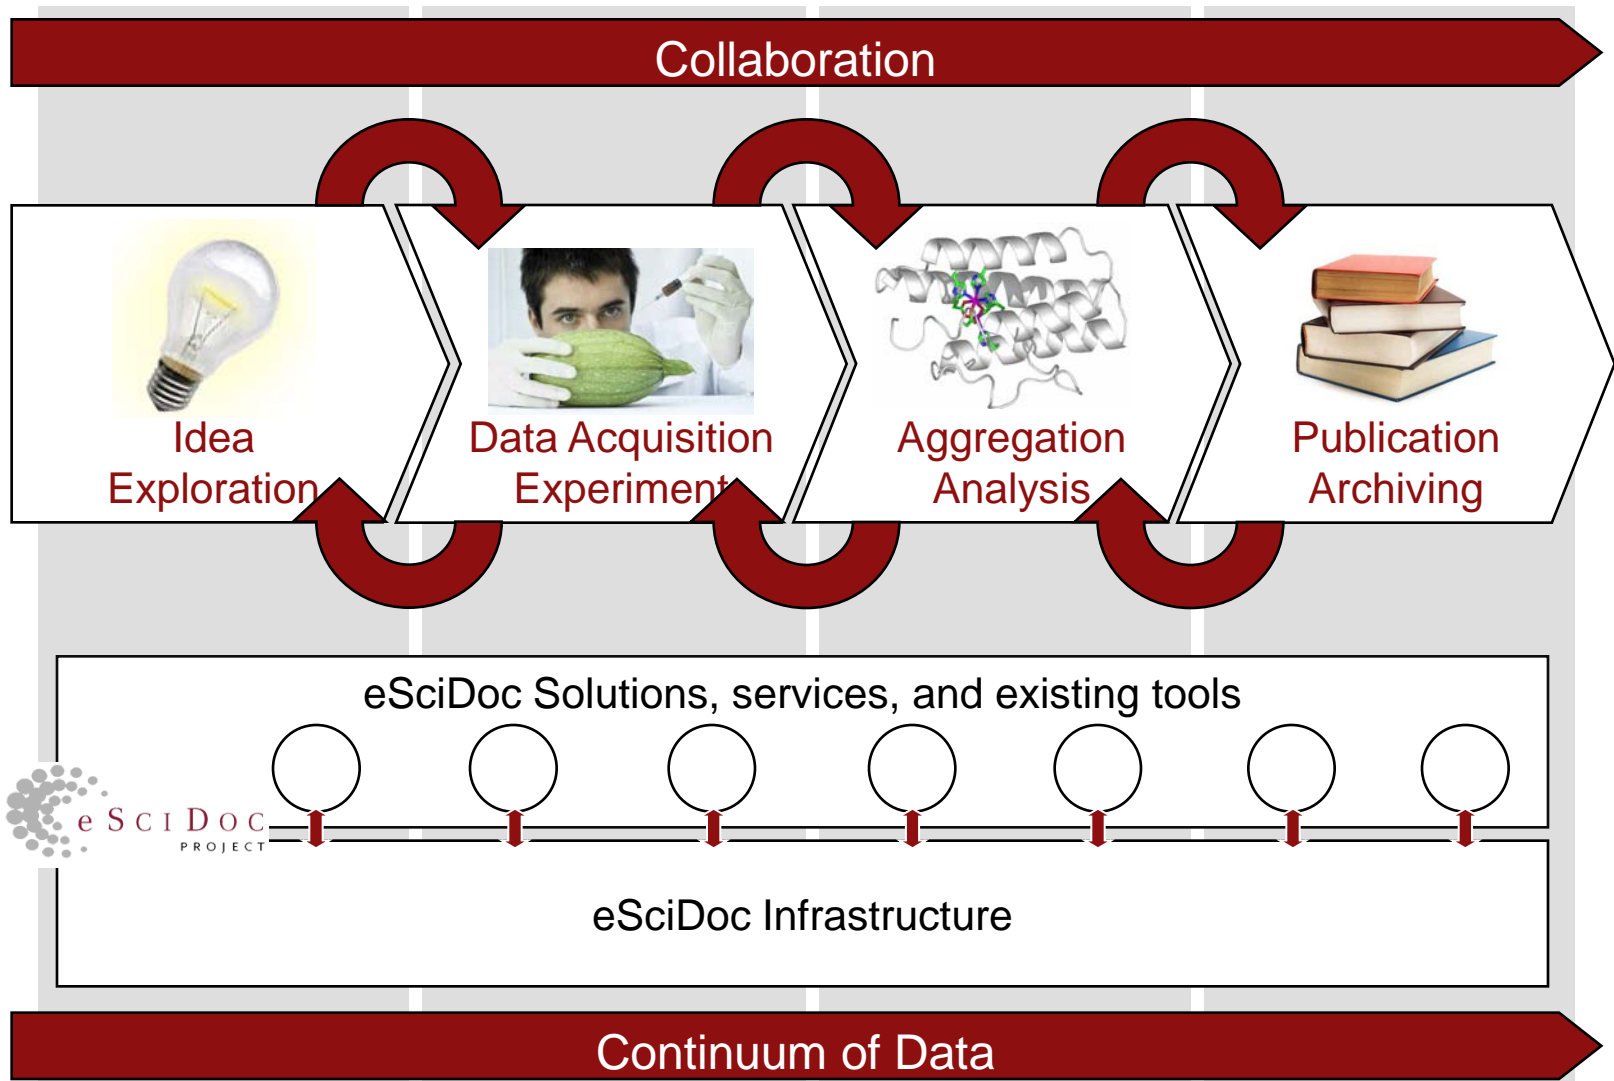 Collaboration
Idea
Exploration
Data Acquisition
Experiment
Aggregation
Analysis
Publication
Archiving
eSciDoc Solutions, services, and existing tools
eSciDoc
PROJECT
eSciDoc Infrastructure
Continuum of Data